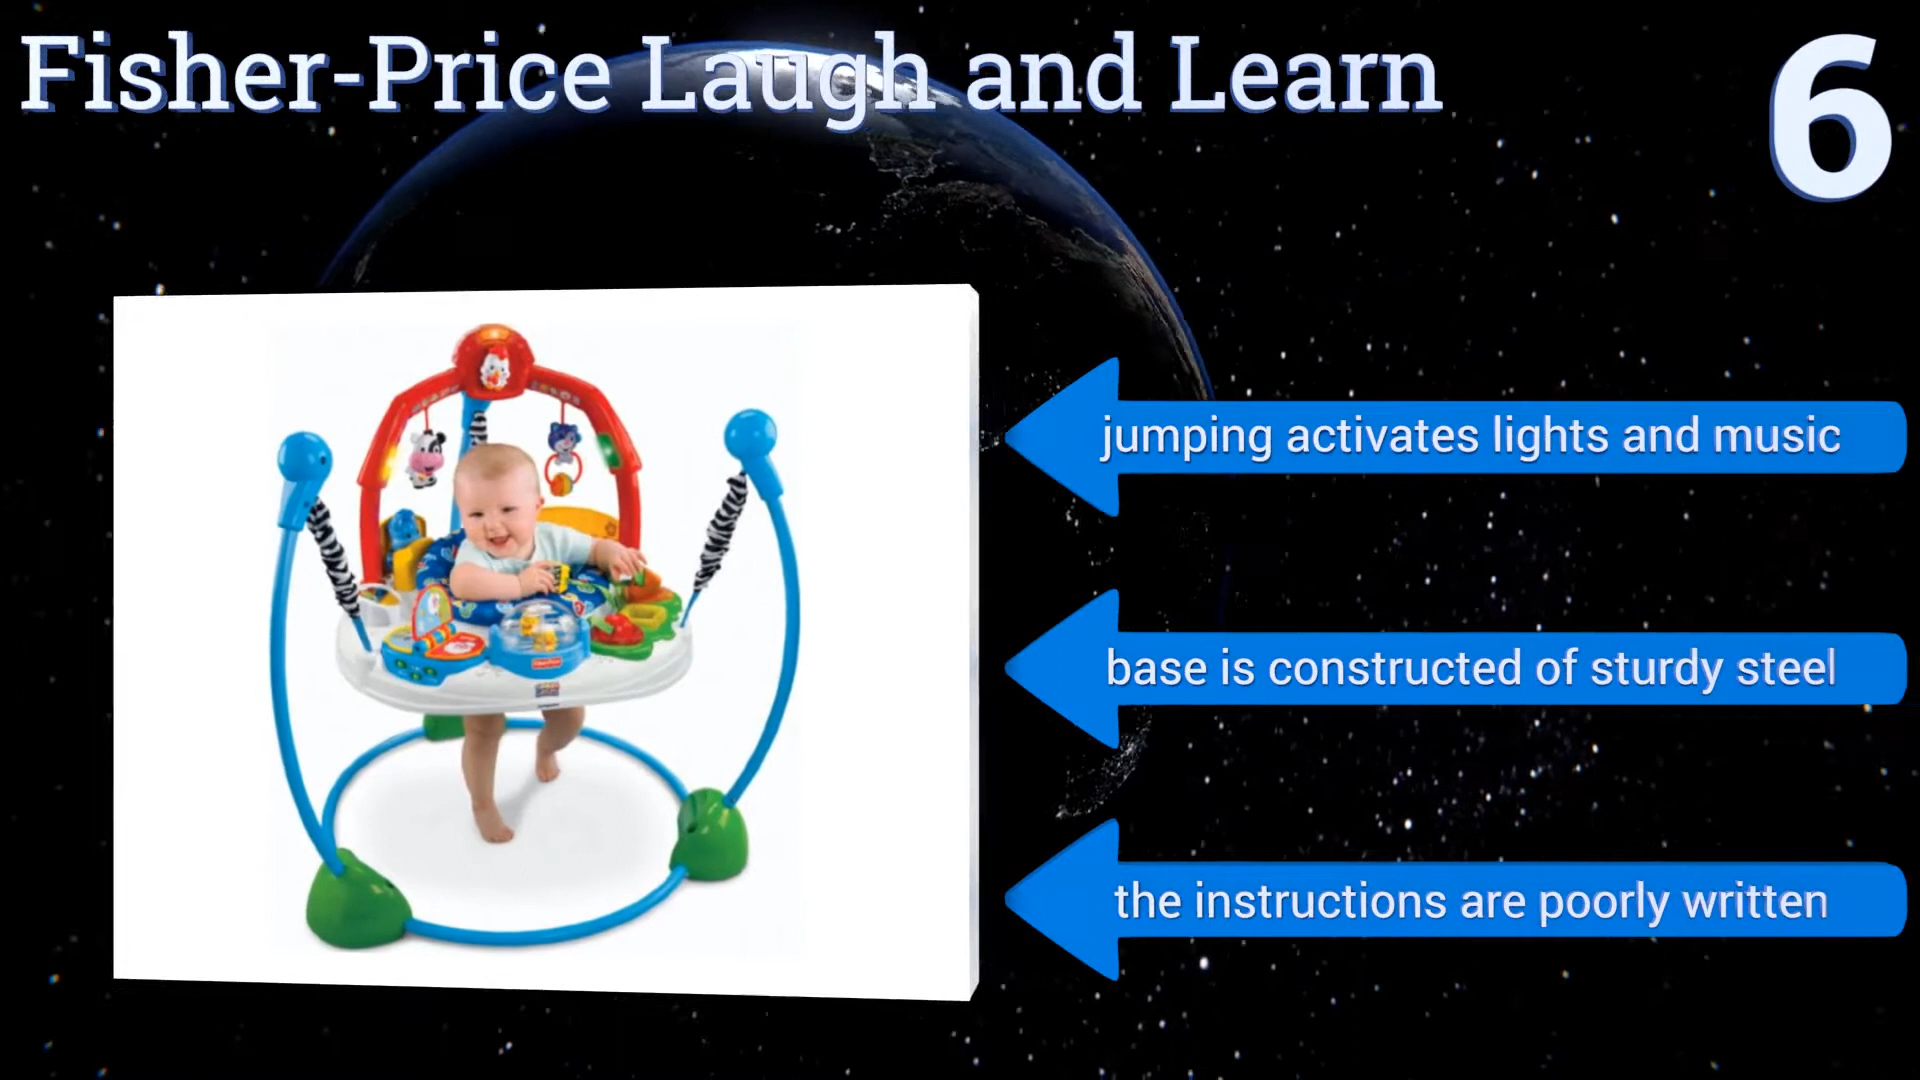 Fisher-Price Laugh and Learn
6
jumping activates lights and music
base is constructed of sturdy steel
the instructions are poorly written